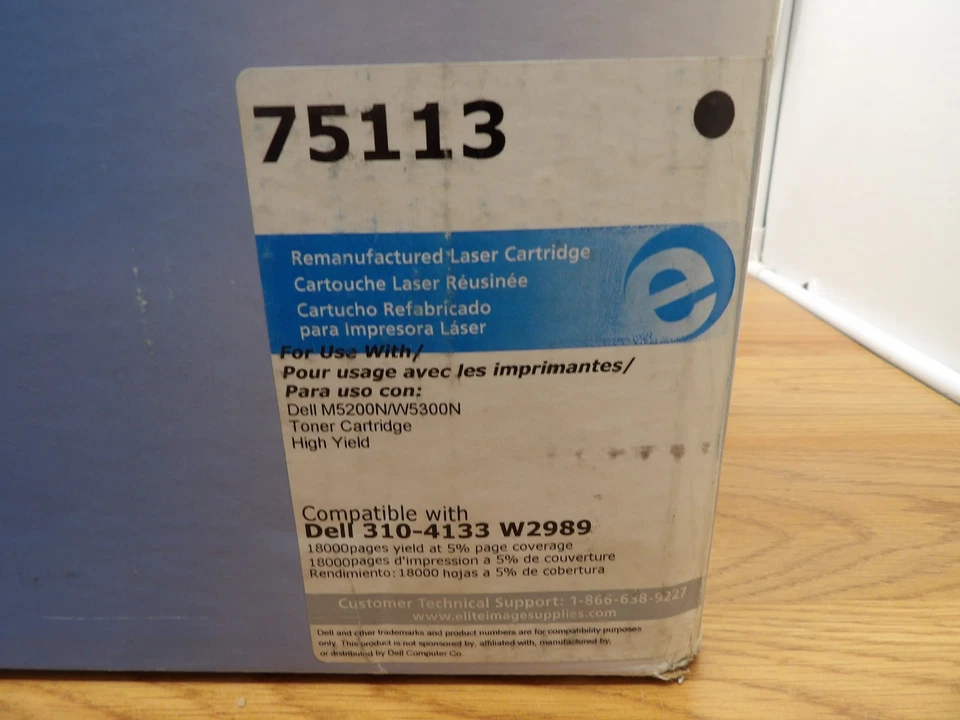 75113
Remanufactured Laser Cartridge
Cartouche Laser Réusinée
Cartucho Refabricado
para Impresora Láser
e
For Use With/
Pour usage avec les imprimantes/
Para uso con:
Dell M5200N/W5300N
Toner Cartridge
High Yield
Compatible with
Dell 310-4133 W2989
18000pages yield at 5% page coverage
18000pages d'impression a 5% de couverture
Rendimiento: 18000 hojas a 5% de cobertura
Customer Technical Support: 1-866-638-9227
www.eliteimagesupplies.com
Dell and other trademarks and product numbers are for compatibility purposes
only. This product is not sponsored by, affiliated with, manufactured by,
or distributed by Dell Computer Co.